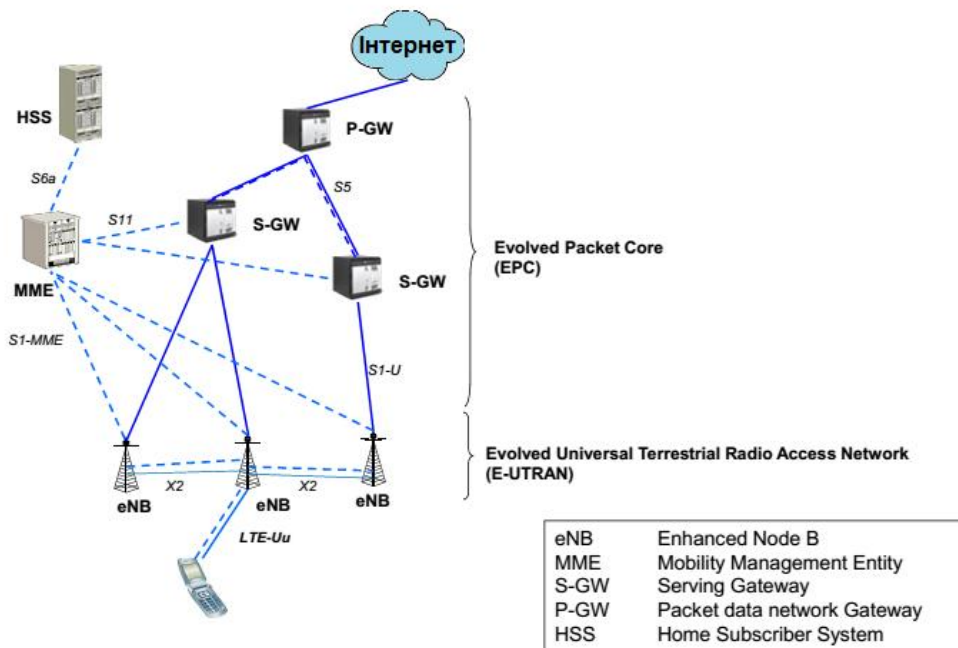 Інтернет
HSS
P-GW
S6a
S5
S11
S-GW
MME
S-GW
Evolved Packet Core
(EPC)
S1-MME
S1-U
Evolved Universal Terrestrial Radio Access Network
(E-UTRAN)
X2
X2
eNB
eNB
eNB
LTE-Uu
eNB Enhanced Node B
MME Mobility Management Entity
S-GW Serving Gateway
P-GW Packet data network Gateway
HSS Home Subscriber System